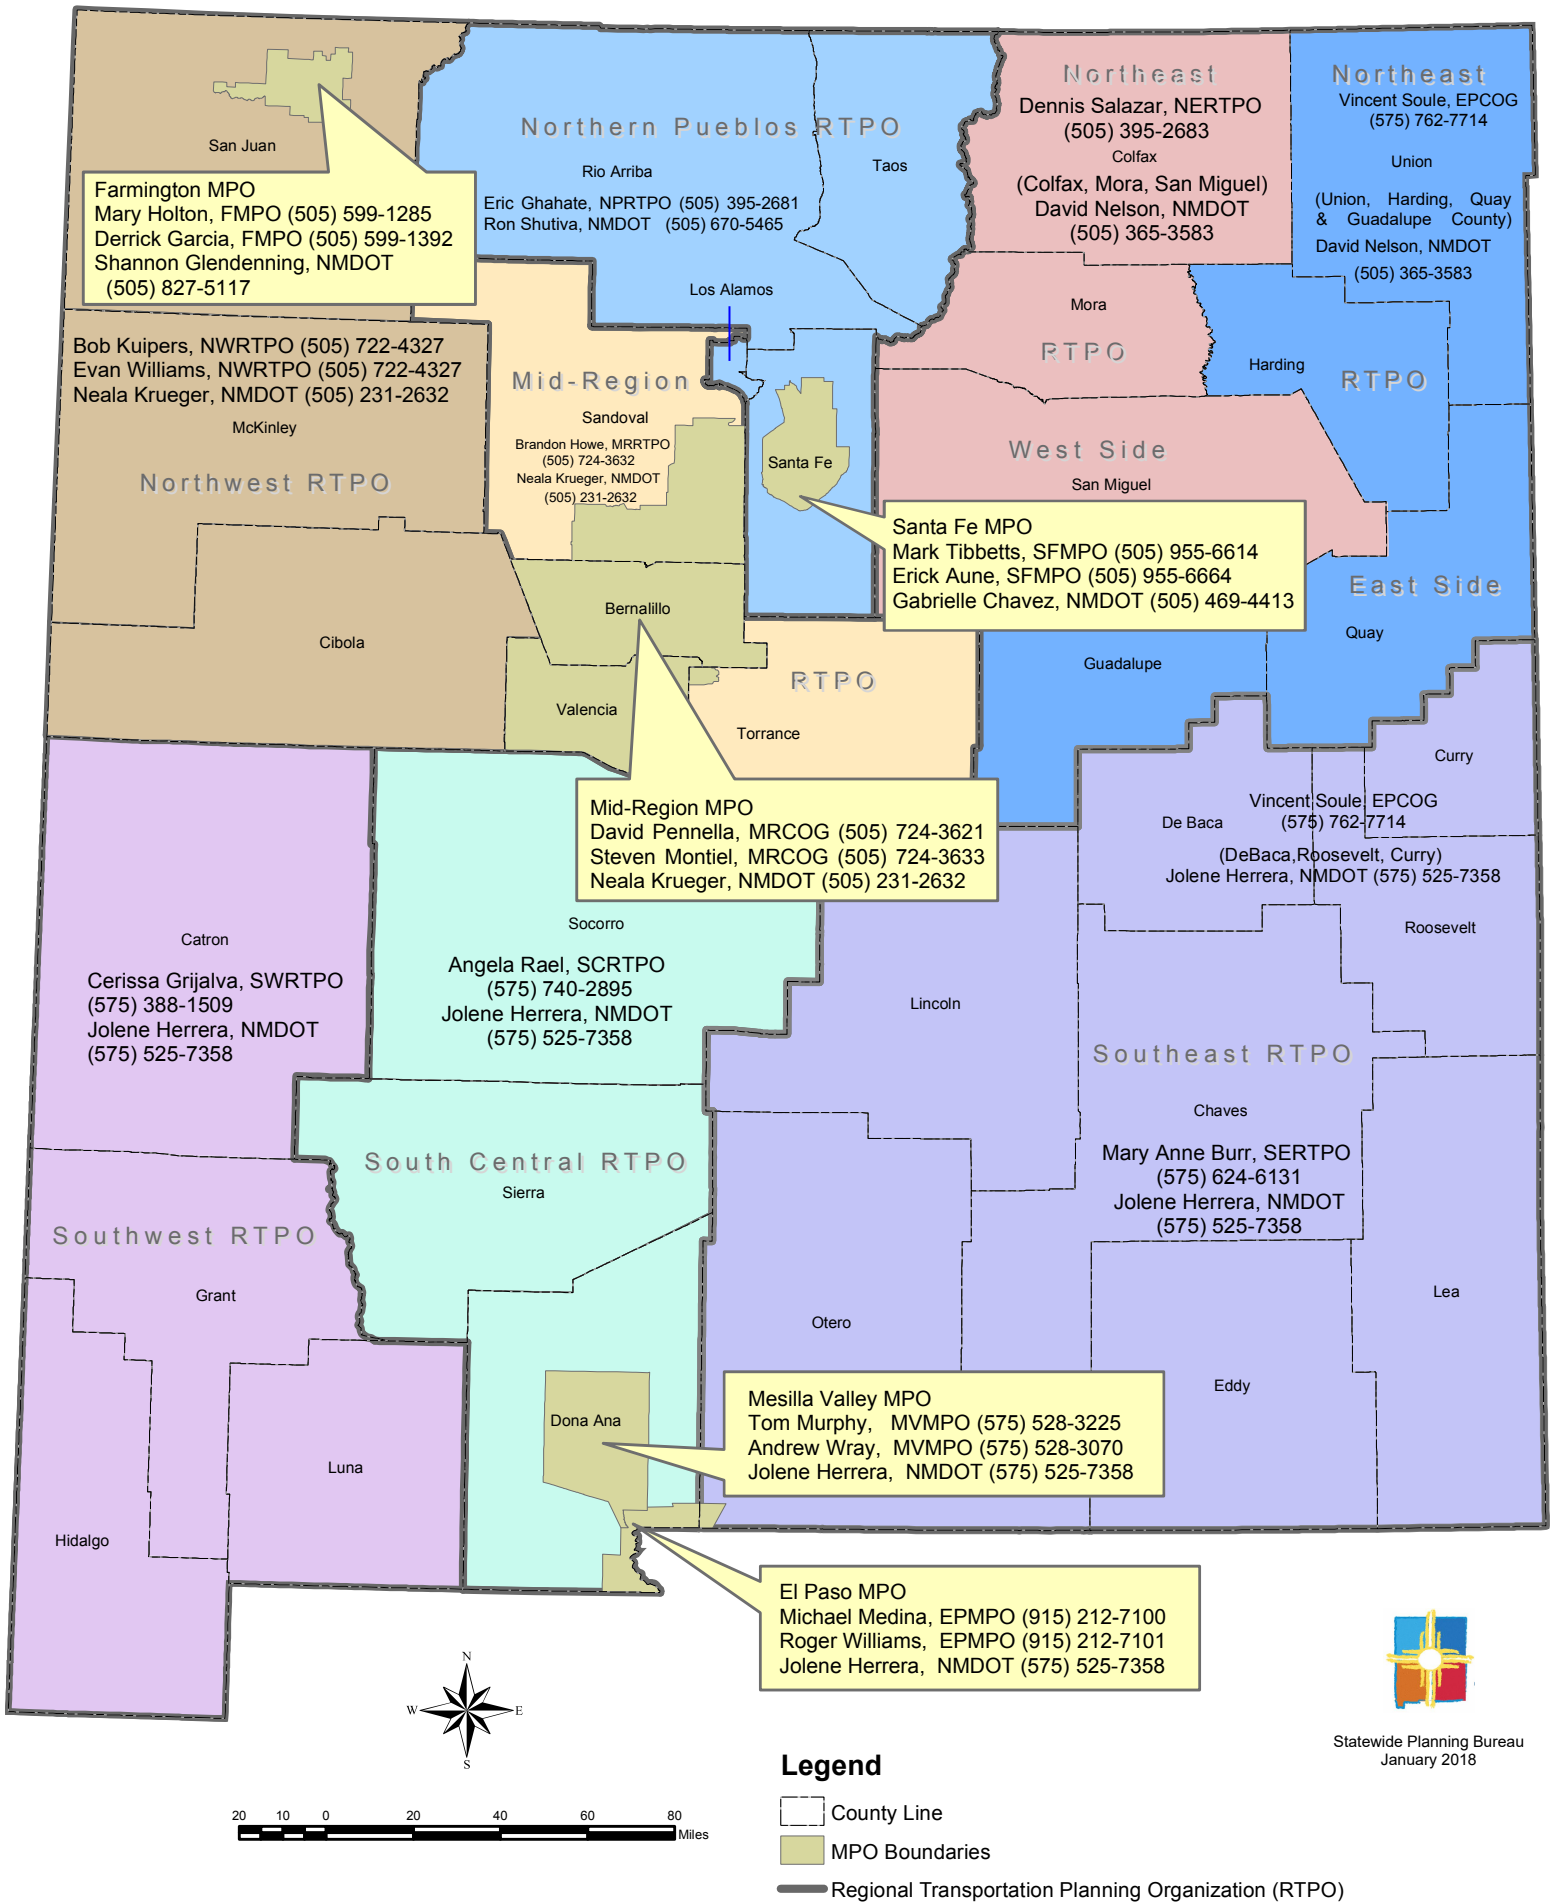 San Juan
Farmington MPO
Mary Holton, FMPO (505) 599-1285
Derrick Garcia, FMPO (505) 599-1392
Shannon Glendenning, NMDOT
(505) 827-5117
Northern Pueblos RTPO
Rio Arriba
Taos
Eric Ghahate, NPRTPO (505) 395-2681
Ron Shutiva, NMDOT (505) 670-5465
Los Alamos
Northeast
Dennis Salazar, NERTPO
(505) 395-2683
Colfax
(Colfax, Mora, San Miguel)
David Nelson, NMDOT
(505) 365-3583
Mora
RTPO
West Side
San Miguel
Northeast
Vincent Soule, EPCOG
(575) 762-7714
Union
(Union, Harding, Quay
& Guadalupe County)
David Nelson, NMDOT
(505) 365-3583
Harding
RTPO
East Side
Quay
Guadalupe
Bob Kuipers, NWRTPO (505) 722-4327
Evan Williams, NWRTPO (505) 722-4327
Neala Krueger, NMDOT (505) 231-2632
McKinley
Northwest RTPO
Cibola
Mid-Region
Sandoval
Brandon Howe, MRRTPO
(505) 724-3632
Neala Krueger, NMDOT
(505) 231-2632
Santa Fe
Santa Fe MPO
Mark Tibbetts, SFMPO (505) 955-6614
Erick Aune, SFMPO (505) 955-6664
Gabrielle Chavez, NMDOT (505) 469-4413
Bernalillo
Valencia
RTPO
Torrance
Mid-Region MPO
David Pennella, MRCOG (505) 724-3621
Steven Montiel, MRCOG (505) 724-3633
Neala Krueger, NMDOT (505) 231-2632
Curry
De Baca
Vincent Soule, EPCOG
(575) 762-7714
(DeBaca,Roosevelt, Curry)
Jolene Herrera, NMDOT (575) 525-7358
Roosevelt
Catron
Cerissa Grijalva, SWRTPO
(575) 388-1509
Jolene Herrera, NMDOT
(575) 525-7358
Socorro
Angela Rael, SCRTPO
(575) 740-2895
Jolene Herrera, NMDOT
(575) 525-7358
Lincoln
Southeast RTPO
Chaves
Mary Anne Burr, SERTPO
(575) 624-6131
Jolene Herrera, NMDOT
(575) 525-7358
South Central RTPO
Sierra
Southwest RTPO
Grant
Luna
Hidalgo
Otero
Lea
Eddy
Dona Ana
Mesilla Valley MPO
Tom Murphy, MVMPO (575) 528-3225
Andrew Wray, MVMPO (575) 528-3070
Jolene Herrera, NMDOT (575) 525-7358
El Paso MPO
Michael Medina, EPMPO (915) 212-7100
Roger Williams, EPMPO (915) 212-7101
Jolene Herrera, NMDOT (575) 525-7358
N
W E
S
20 10 0 20 40 60 80
Miles
Statewide Planning Bureau
January 2018
Legend
County Line
MPO Boundaries
Regional Transportation Planning Organization (RTPO)